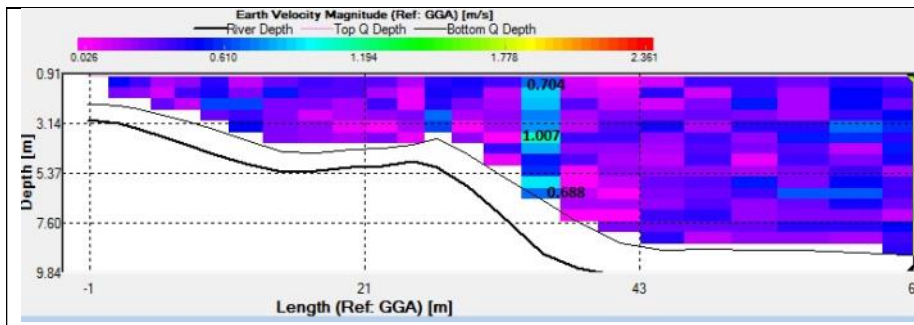 Earth Velocity Magnitude (Ref: GGA) [m/s]
River Depth Top Q Depth Bottom Q Depth
0.026 0.610 1.194 1.778 2.361
0.91
0.704
3.14
1.007
5.37
0.688
7.60
9.84
Depth [m]
-1 21 43 6
Length (Ref: GGA) [m]